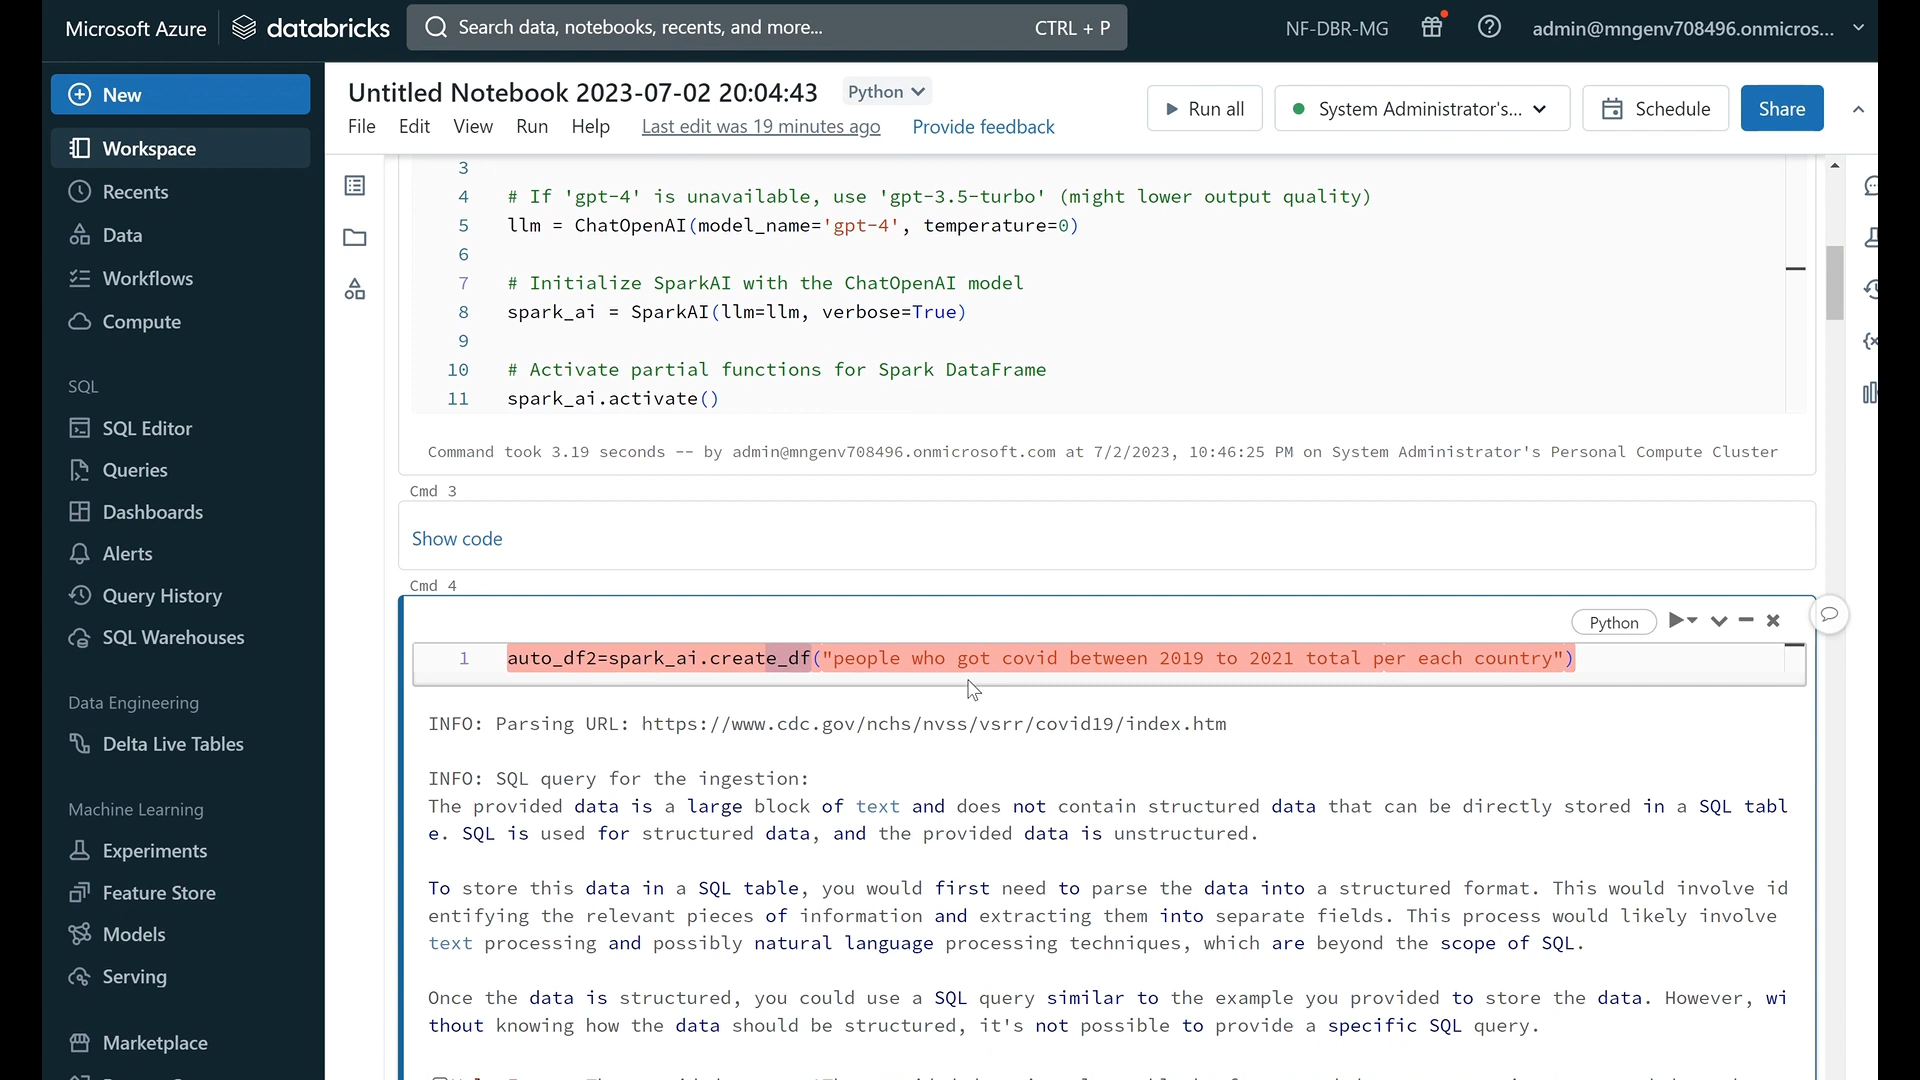 Microsoft Azure
databricks
Search data, notebooks, recents, and more...
CTRL + P
NF-DBR-MG
admin@mngenv708496.onmicros...
New
Workspace
Recents
Data
Workflows
Compute
SQL
SQL Editor
Queries
Dashboards
Alerts
Query History
SQL Warehouses
Data Engineering
Delta Live Tables
Machine Learning
Experiments
Feature Store
Models
Serving
Marketplace
Untitled Notebook 2023-07-02 20:04:43
Python
File Edit View Run Help
Last edit was 19 minutes ago
Provide feedback
Run all
System Administrator's...
Schedule
Share
3
4 # If 'gpt-4' is unavailable, use 'gpt-3.5-turbo' (might lower output quality)
5 llm = ChatOpenAI(model_name='gpt-4', temperature=0)
6
7 # Initialize SparkAI with the ChatOpenAI model
8 spark_ai = SparkAI(llm=llm, verbose=True)
9
10 # Activate partial functions for Spark DataFrame
11 spark_ai.activate()
Command took 3.19 seconds -- by admin@mngenv708496.onmicrosoft.com at 7/2/2023, 10:46:25 PM on System Administrator's Personal Compute Cluster
Cmd 3
Show code
Cmd 4
Python
1 auto_df2=spark_ai.create_df("people who got covid between 2019 to 2021 total per each country")
INFO: Parsing URL: https://www.cdc.gov/nchs/nvss/vsrr/covid19/index.htm
INFO: SQL query for the ingestion:
The provided data is a large block of text and does not contain structured data that can be directly stored in a SQL tabl
e. SQL is used for structured data, and the provided data is unstructured.
To store this data in a SQL table, you would first need to parse the data into a structured format. This would involve id
entifying the relevant pieces of information and extracting them into separate fields. This process would likely involve
text processing and possibly natural language processing techniques, which are beyond the scope of SQL.
Once the data is structured, you could use a SQL query similar to the example you provided to store the data. However, wi
thout knowing how the data should be structured, it's not possible to provide a specific SQL query.